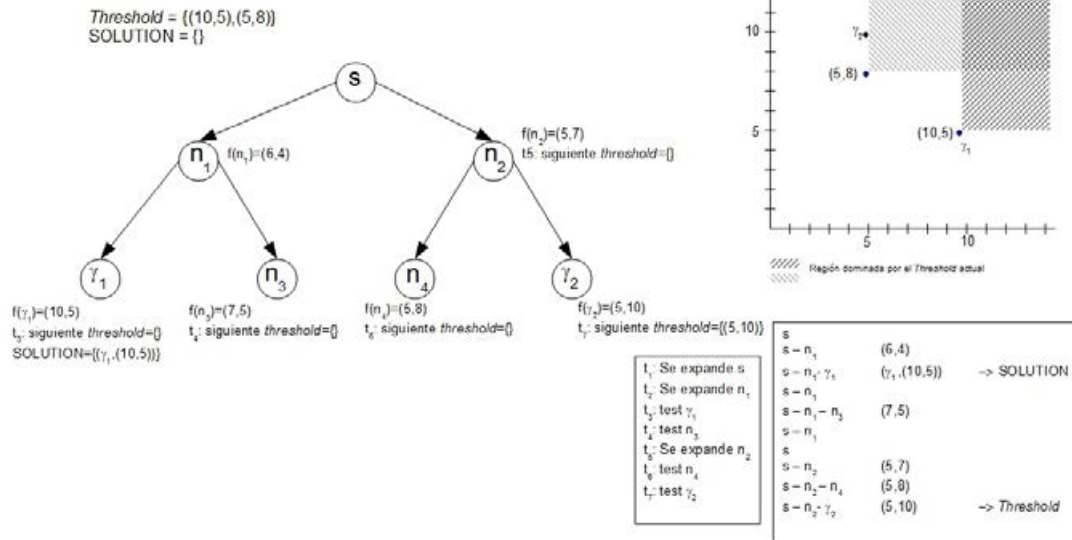 Threshold = {(10,5),(5,8)}
SOLUTION = {}
s
n₁
f(n₁)=(6,4)
n₂
f(n₂)=(5,7)
t5: siguiente threshold={}
γ₁
f(γ₁)=(10,5)
t₃: siguiente threshold={}
SOLUTION={(γ₁,(10,5))}
n₃
f(n₃)=(7,5)
t₄: siguiente threshold={}
n₄
f(n₄)=(5,8)
t₆: siguiente threshold={}
γ₂
f(γ₂)=(5,10)
t₇: siguiente threshold={(5,10)}
10
γ₂
(5,8)
5
(10,5)
γ₁
5
10
Región dominada por el Threshold actual
t₁: Se expande s
t₂: Se expande n₁
t₃: test γ₁
t₄: test n₃
t₅: Se expande n₂
t₆: test n₄
t₇: test γ₂
s
s – n₁ (6,4)
s – n₁- γ₁ (γ₁,(10,5)) –> SOLUTION
s – n₁
s – n₁ – n₃ (7,5)
s – n₁
s
s – n₂ (5,7)
s – n₂ – n₄ (5,8)
s – n₂- γ₂ (5,10) –> Threshold